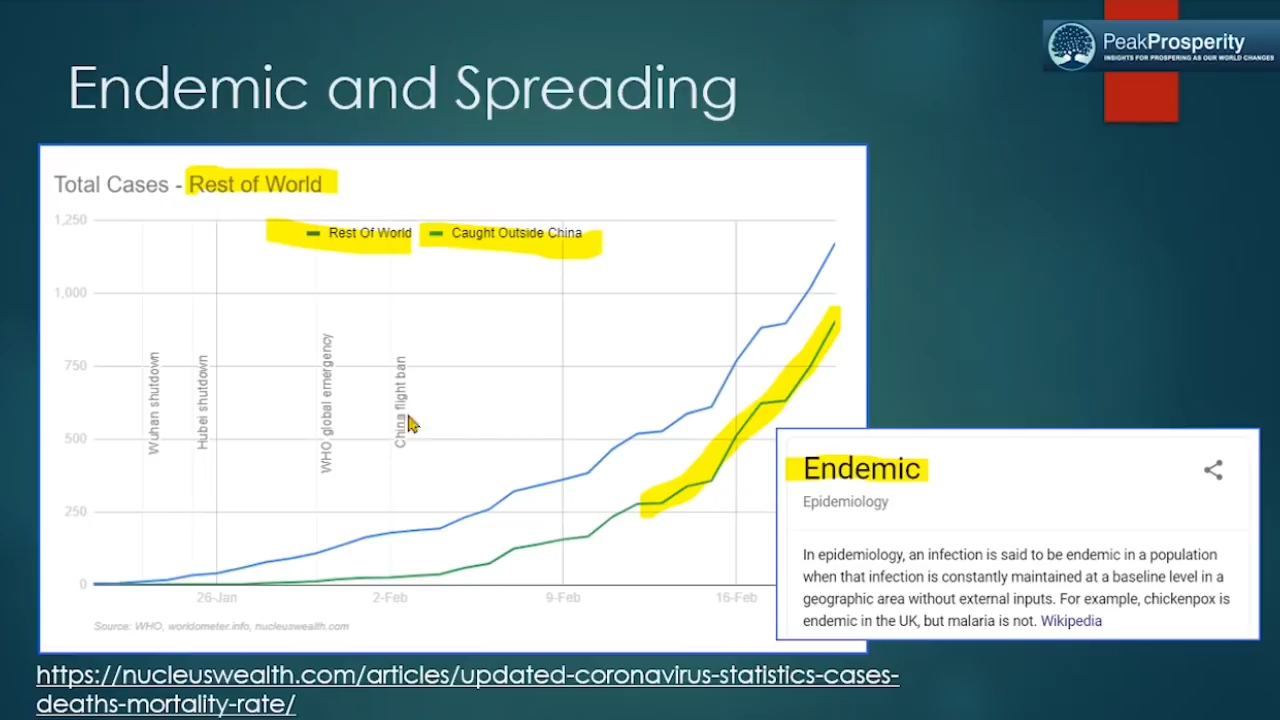 PeakProsperity
INSIGHTS FOR PROSPERING AS OUR WORLD CHANGES
Endemic and Spreading
Total Cases - Rest of World
1,250
Rest Of World
Caught Outside China
1,000
750
500
250
0
Wuhan shutdown
Hubei shutdown
WHO global emergency
China flight ban
26-Jan
2-Feb
9-Feb
16-Feb
Source: WHO, worldometer.info, nucleuswealth.com
Endemic
Epidemiology
In epidemiology, an infection is said to be endemic in a population
when that infection is constantly maintained at a baseline level in a
geographic area without external inputs. For example, chickenpox is
endemic in the UK, but malaria is not. Wikipedia
https://nucleuswealth.com/articles/updated-coronavirus-statistics-cases-
deaths-mortality-rate/